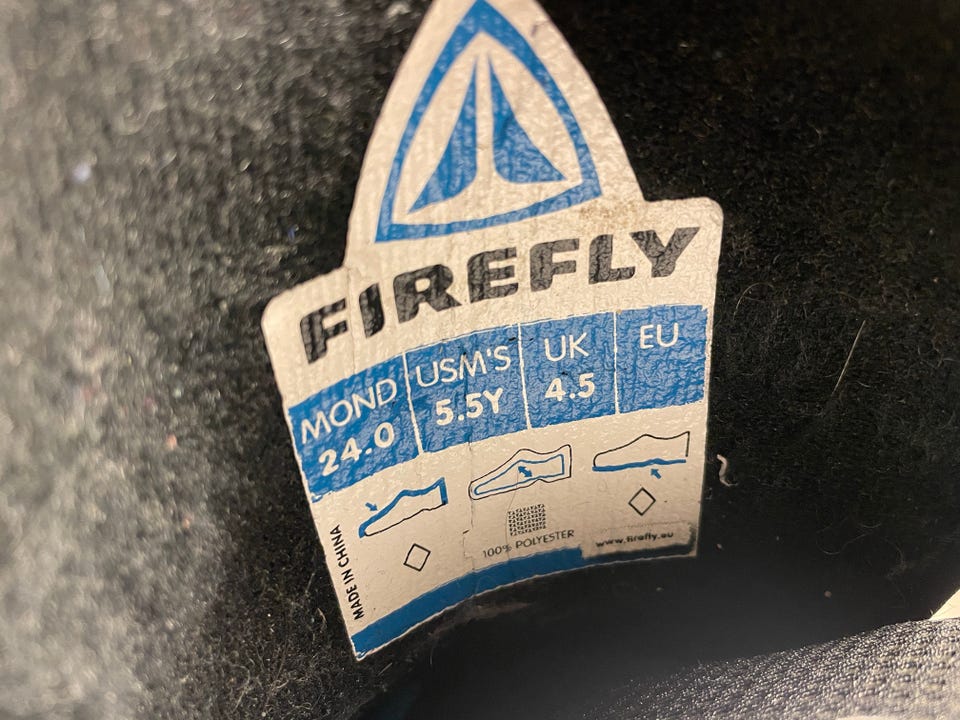 FIREFLY
MOND USM'S UK EU
24.0 5.5Y 4.5
100% POLYESTER
www.firefly.eu
MADE IN CHINA